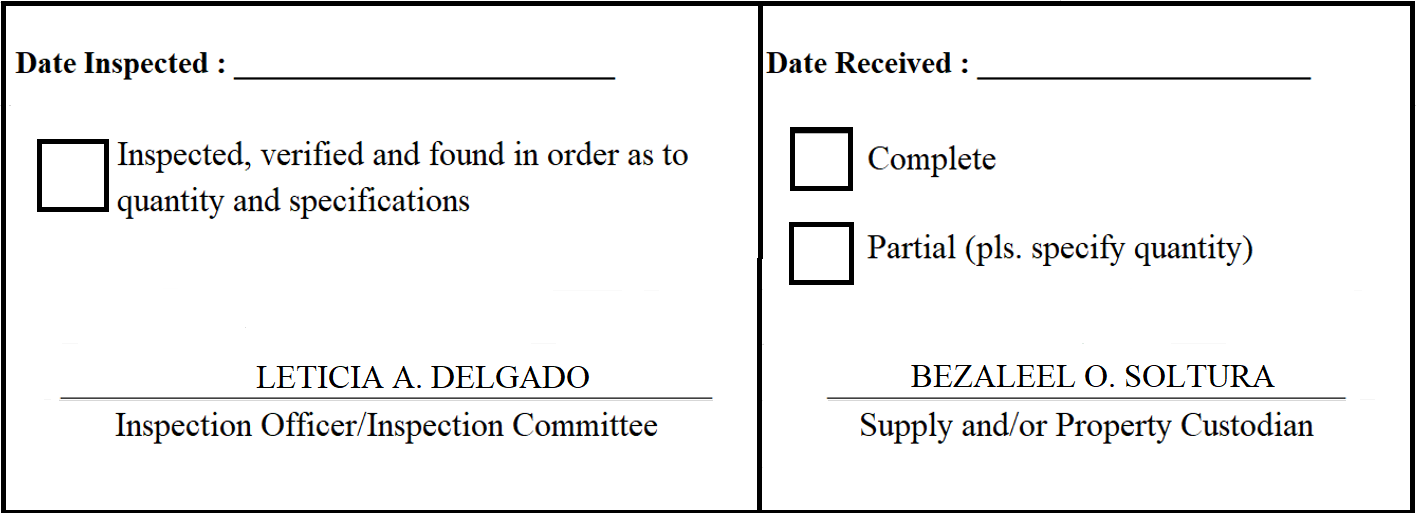 Date Inspected : ________________________
Inspected, verified and found in order as to
quantity and specifications
LETICIA A. DELGADO
Inspection Officer/Inspection Committee
Date Received : _____________________
Complete
Partial (pls. specify quantity)
BEZALEEL O. SOLTURA
Supply and/or Property Custodian